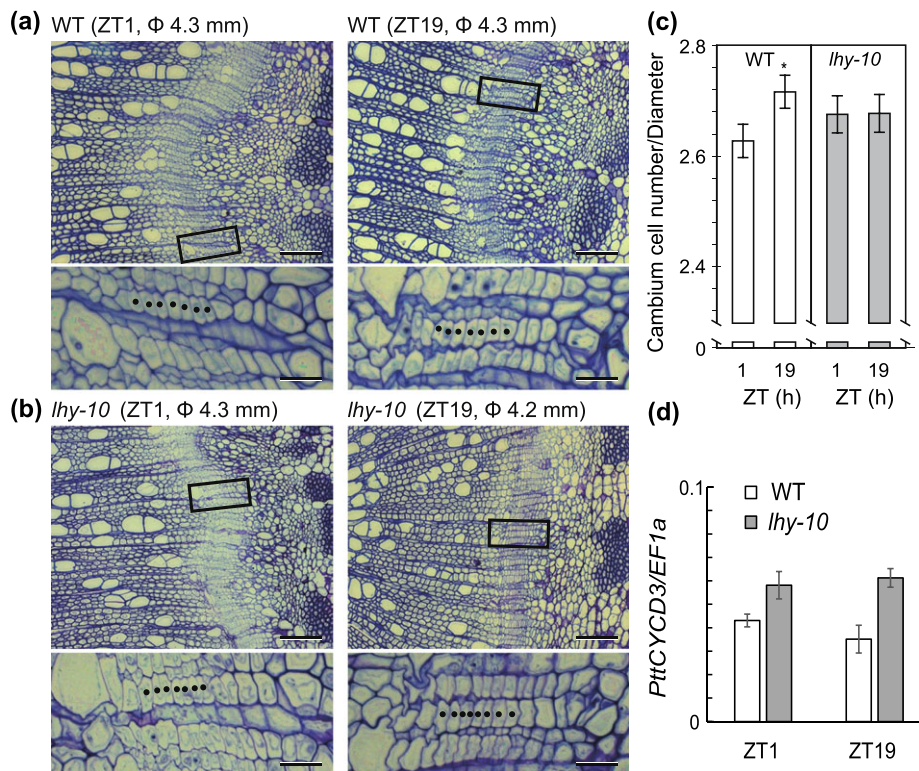 (a)
WT (ZT1, Φ 4.3 mm)
WT (ZT19, Φ 4.3 mm)
(b)
lhy-10 (ZT1, Φ 4.3 mm)
lhy-10 (ZT19, Φ 4.2 mm)
(c)
Cambium cell number/Diameter
2.8
2.6
2.4
0
WT
*
lhy-10
1 19 1 19
ZT (h) ZT (h)
(d)
PttCYCD3/EF1a
0.1
0
WT
lhy-10
ZT1 ZT19